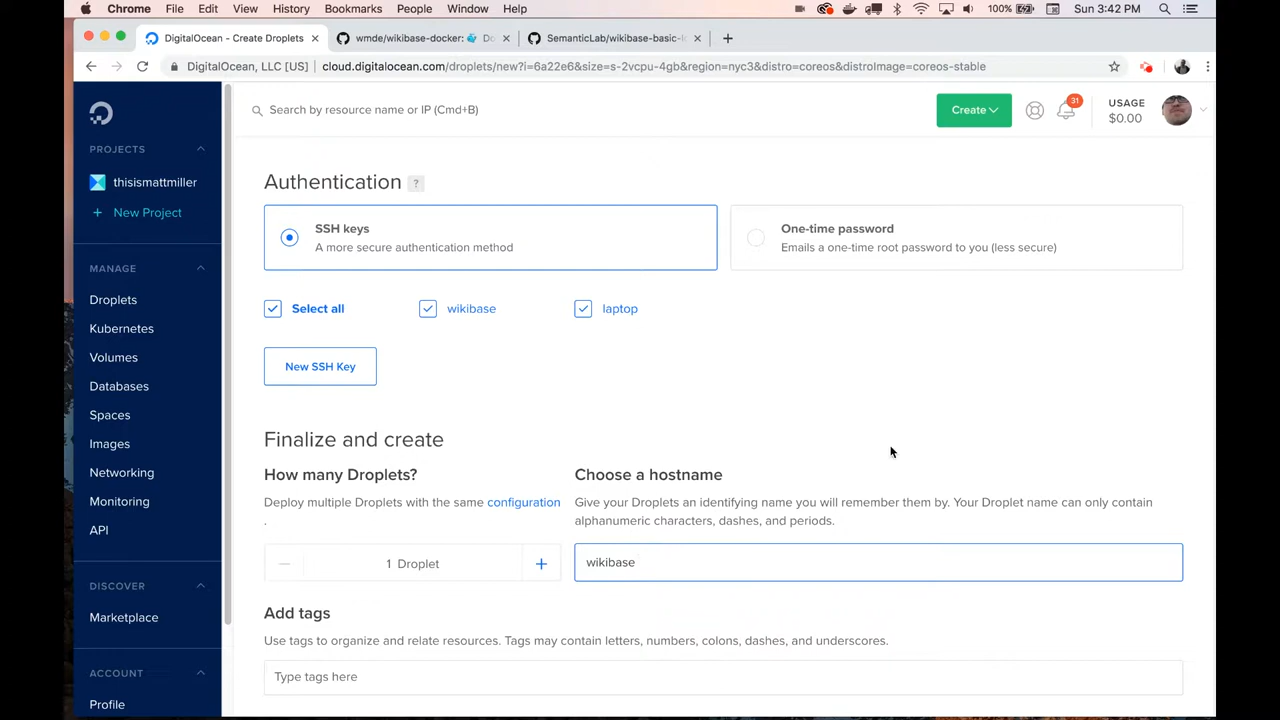 Chrome File Edit View History Bookmarks People Window Help 100% Sun 3:42 PM
DigitalOcean - Create Droplets wmde/wikibase-docker: Do SemanticLab/wikibase-basic-lo
DigitalOcean, LLC [US] cloud.digitalocean.com/droplets/new?i=6a22e6&size=s-2vcpu-4gb&region=nyc3&distro=coreos&distroImage=coreos-stable
Search by resource name or IP (Cmd+B)
Create
31
USAGE
$0.00
PROJECTS
thisismattmiller
+ New Project
MANAGE
Droplets
Kubernetes
Volumes
Databases
Spaces
Images
Networking
Monitoring
API
DISCOVER
Marketplace
ACCOUNT
Profile
Authentication ?
SSH keys
A more secure authentication method
One-time password
Emails a one-time root password to you (less secure)
Select all wikibase laptop
New SSH Key
Finalize and create
How many Droplets?
Deploy multiple Droplets with the same configuration
.
1 Droplet +
Choose a hostname
Give your Droplets an identifying name you will remember them by. Your Droplet name can only contain
alphanumeric characters, dashes, and periods.
wikibase
Add tags
Use tags to organize and relate resources. Tags may contain letters, numbers, colons, dashes, and underscores.
Type tags here